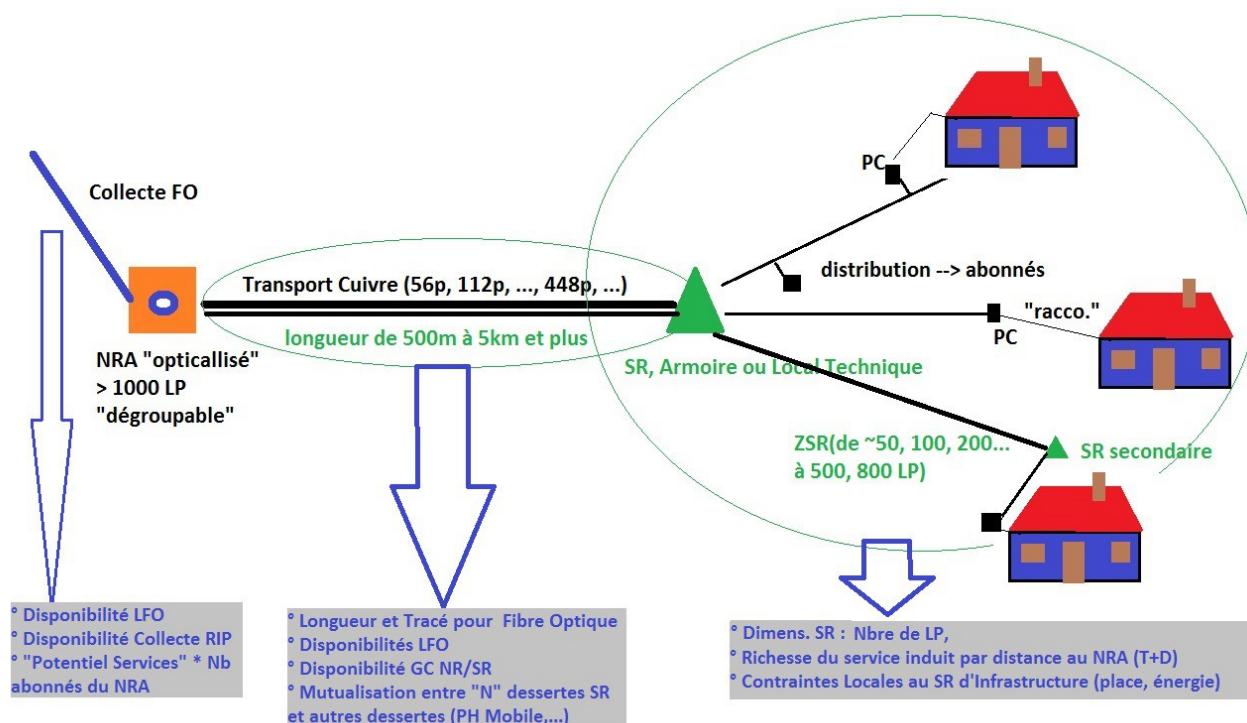 Collecte FO
NRA "opticallisé"
> 1000 LP
"dégroupable"
Transport Cuivre (56p, 112p, ..., 448p, ...)
longueur de 500m à 5km et plus
SR, Armoire ou Local Technique
PC
distribution --> abonnés
"racco."
PC
ZSR(de ~50, 100, 200...
à 500, 800 LP)
SR secondaire
° Disponibilité LFO
° Disponibilité Collecte RIP
° "Potentiel Services" * Nb
abonnés du NRA
° Longueur et Tracé pour Fibre Optique
° Disponibilités LFO
° Disponibilité GC NR/SR
° Mutualisation entre "N" dessertes SR
et autres dessertes (PH Mobile,...)
° Dimens. SR : Nbre de LP,
° Richesse du service induit par distance au NRA (T+D)
° Contraintes Locales au SR d'Infrastructure (place, énergie)